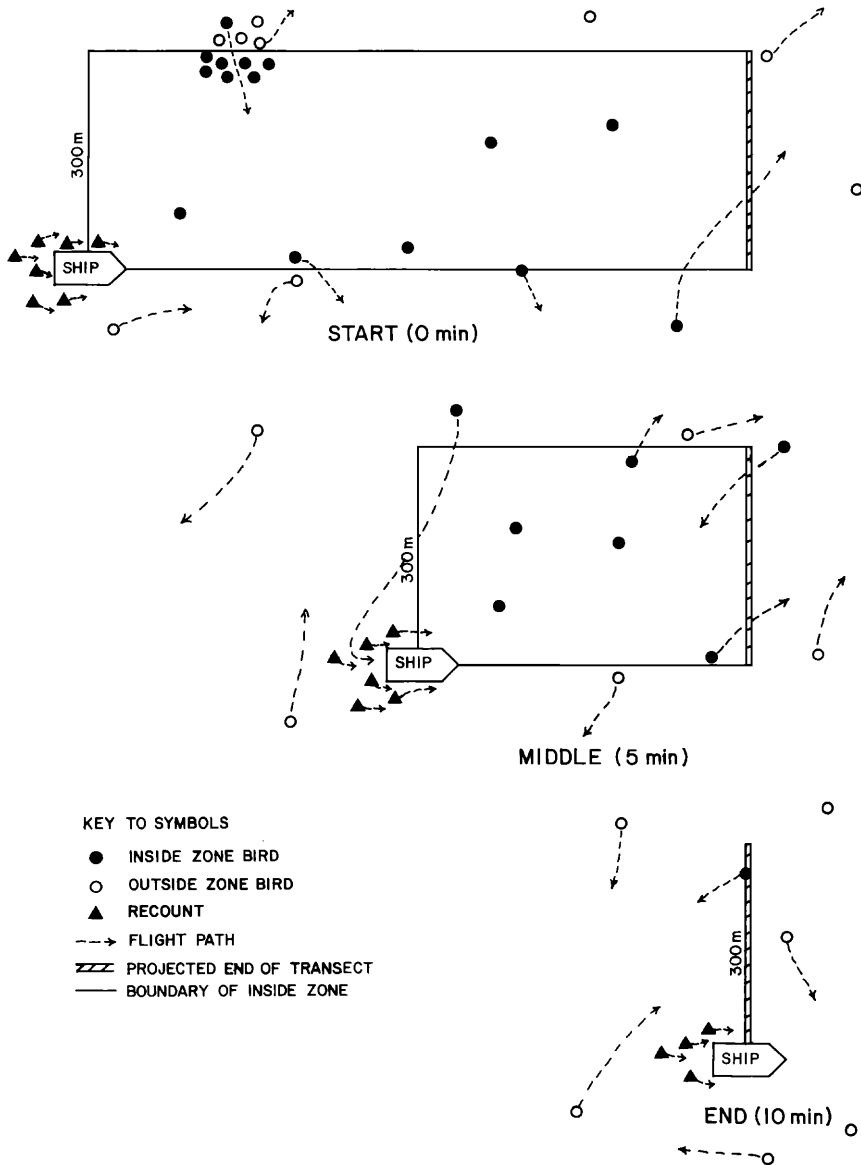 300m
SHIP
START (0 min)
300m
SHIP
MIDDLE (5 min)
KEY TO SYMBOLS
INSIDE ZONE BIRD
OUTSIDE ZONE BIRD
RECOUNT
FLIGHT PATH
PROJECTED END OF TRANSECT
BOUNDARY OF INSIDE ZONE
300m
SHIP
END (10 min)